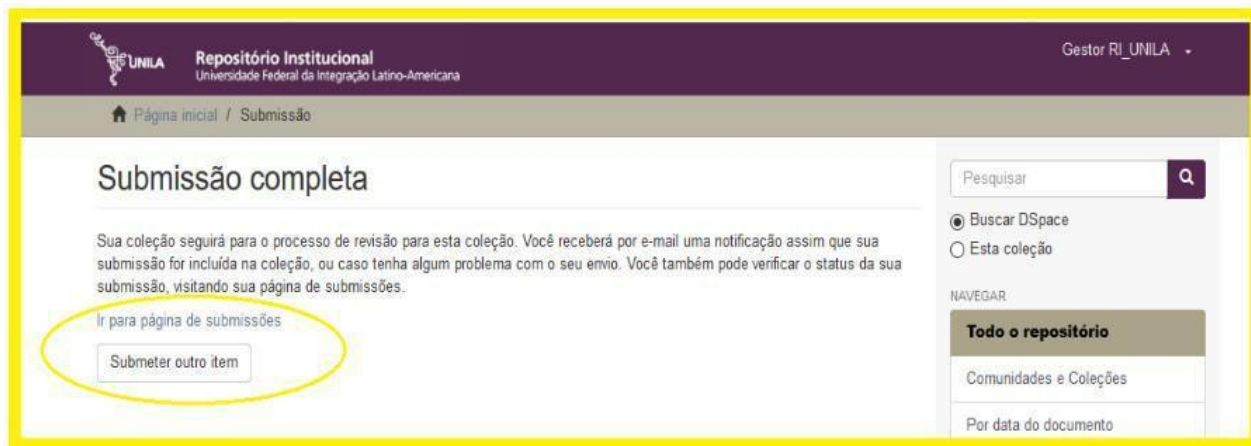 UNILA
Repositório Institucional
Universidade Federal da Integração Latino-Americana
Gestor RI_UNILA
Página inicial / Submissão
Submissão completa
Sua coleção seguirá para o processo de revisão para esta coleção. Você receberá por e-mail uma notificação assim que sua
submissão for incluída na coleção, ou caso tenha algum problema com o seu envio. Você também pode verificar o status da sua
submissão, visitando sua página de submissões.
Ir para página de submissões
Submeter outro item
Pesquisar
Buscar DSpace
Esta coleção
NAVEGAR
Todo o repositório
Comunidades e Coleções
Por data do documento